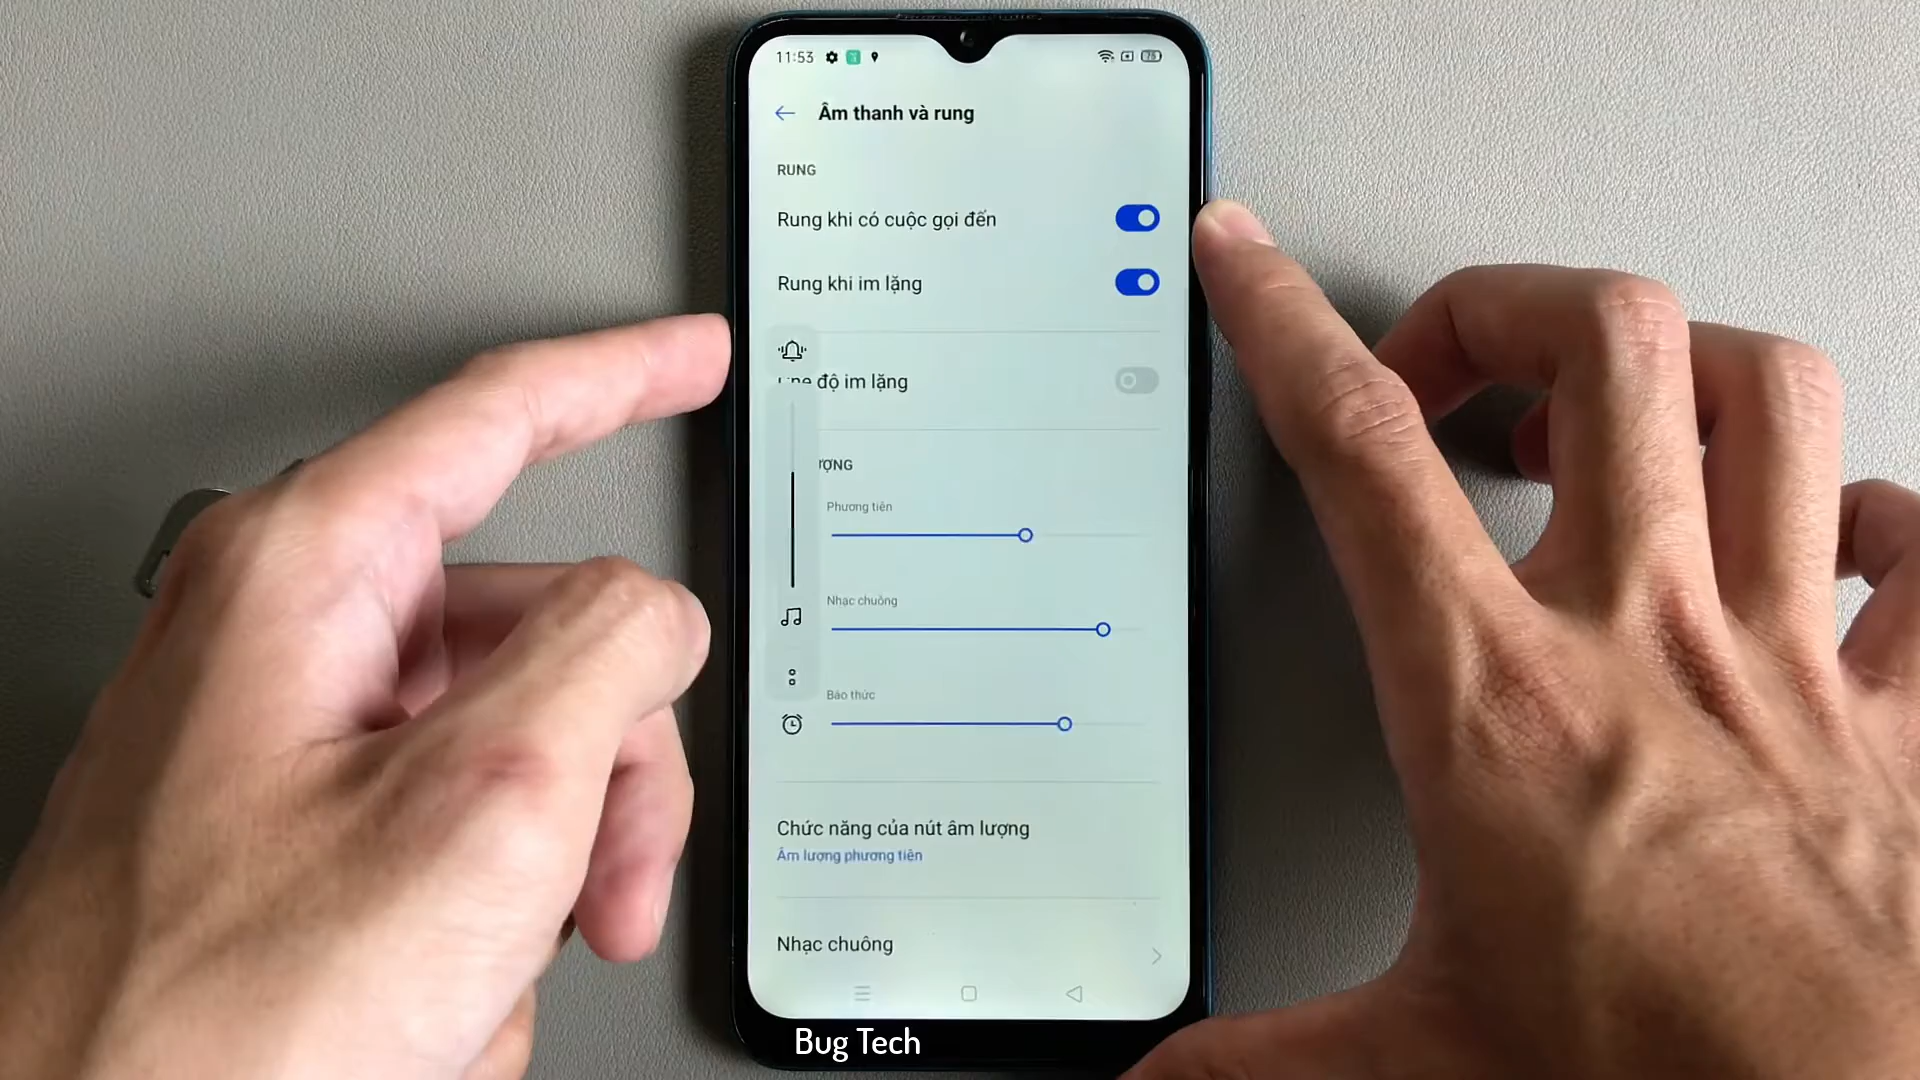 11:53
75
Âm thanh và rung
RUNG
Rung khi có cuộc gọi đến
Rung khi im lặng
độ im lặng
ƯỢNG
Phương tiện
Nhạc chuông
Báo thức
Chức năng của nút âm lượng
Âm lượng phương tiện
Nhạc chuông
Bug Tech